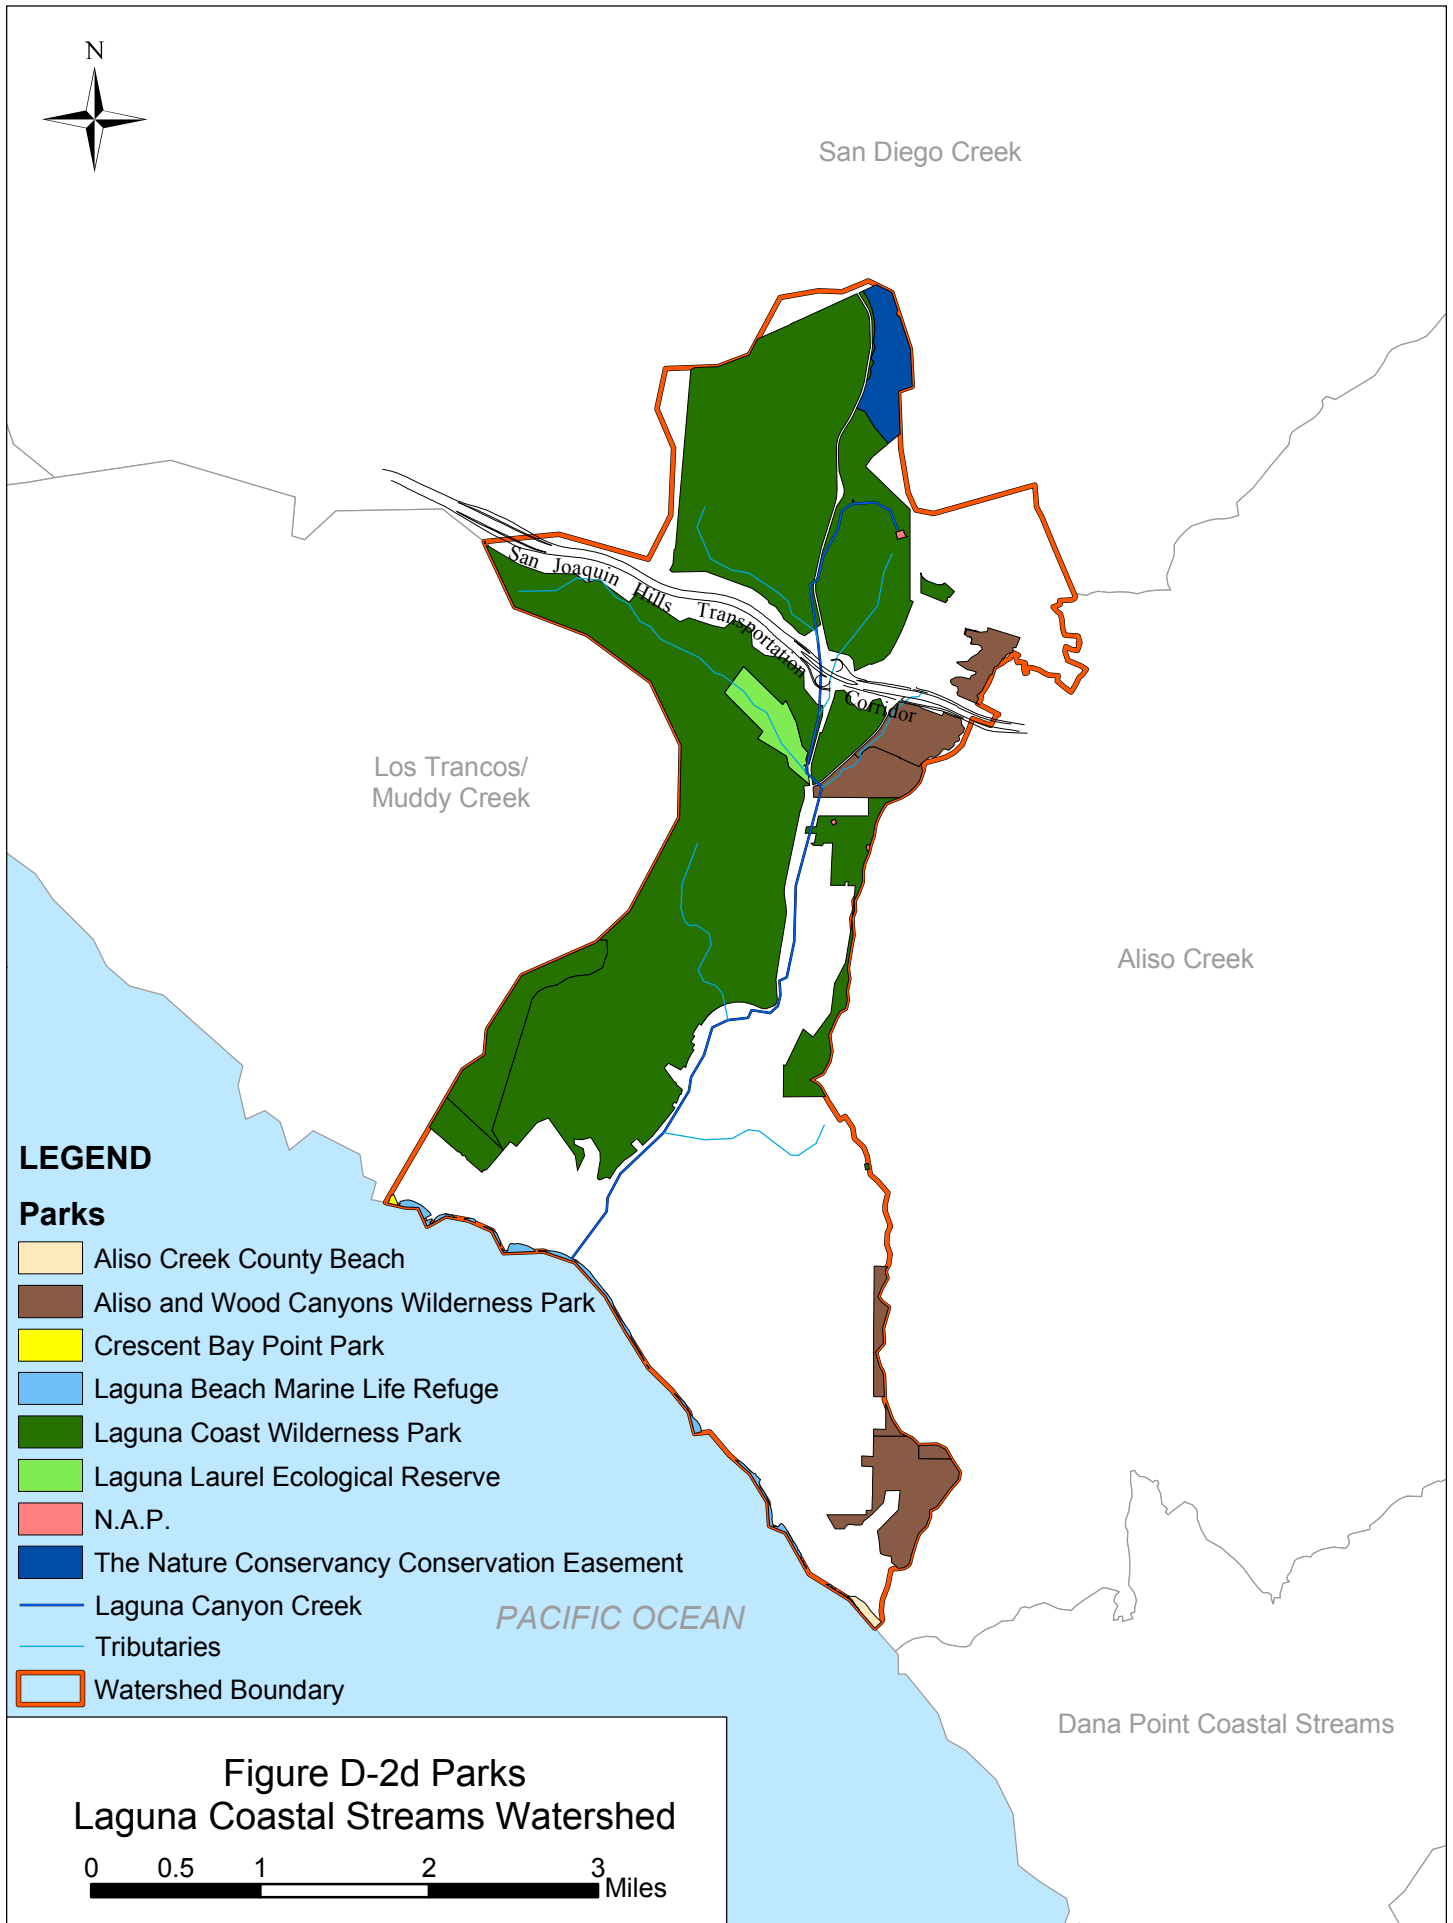 N
San Diego Creek
San Joaquin Hills Transportation Corridor
Los Trancos/
Muddy Creek
Aliso Creek
LEGEND
Parks
Aliso Creek County Beach
Aliso and Wood Canyons Wilderness Park
Crescent Bay Point Park
Laguna Beach Marine Life Refuge
Laguna Coast Wilderness Park
Laguna Laurel Ecological Reserve
N.A.P.
The Nature Conservancy Conservation Easement
Laguna Canyon Creek
Tributaries
Watershed Boundary
PACIFIC OCEAN
Dana Point Coastal Streams
Figure D-2d Parks
Laguna Coastal Streams Watershed
0 0.5 1 2 3
Miles